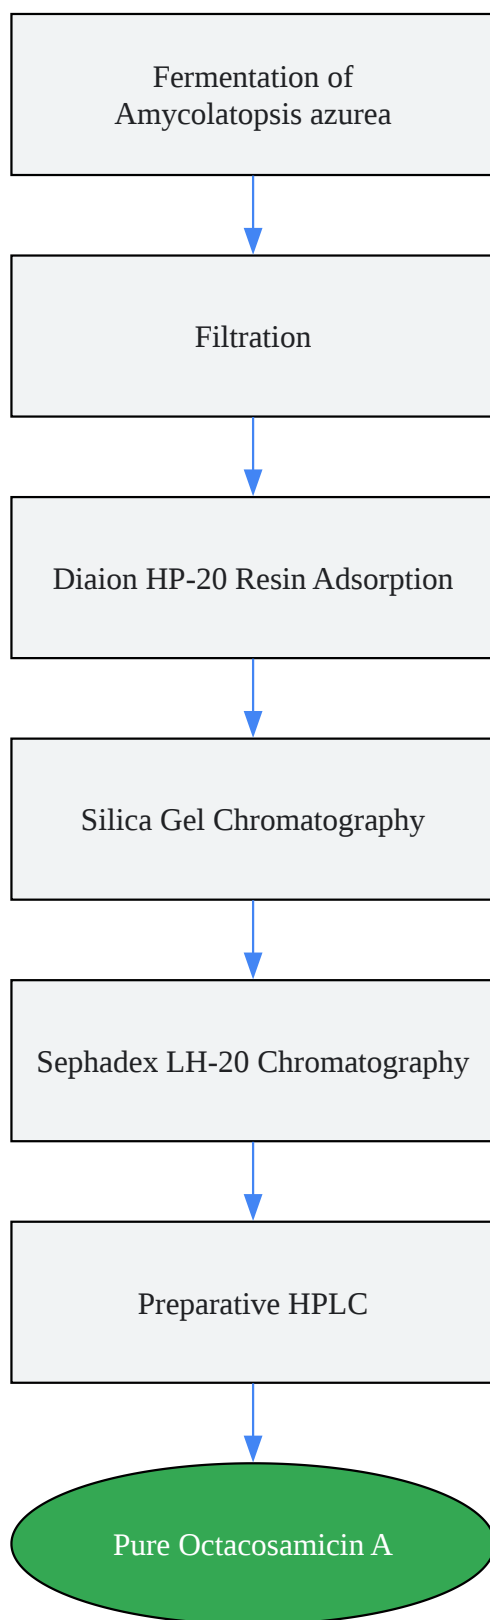 Fermentation of
Amycolatopsis azurea
Filtration
Diaion HP-20 Resin Adsorption
Silica Gel Chromatography
Sephadex LH-20 Chromatography
Preparative HPLC
Pure Octacosamicin A